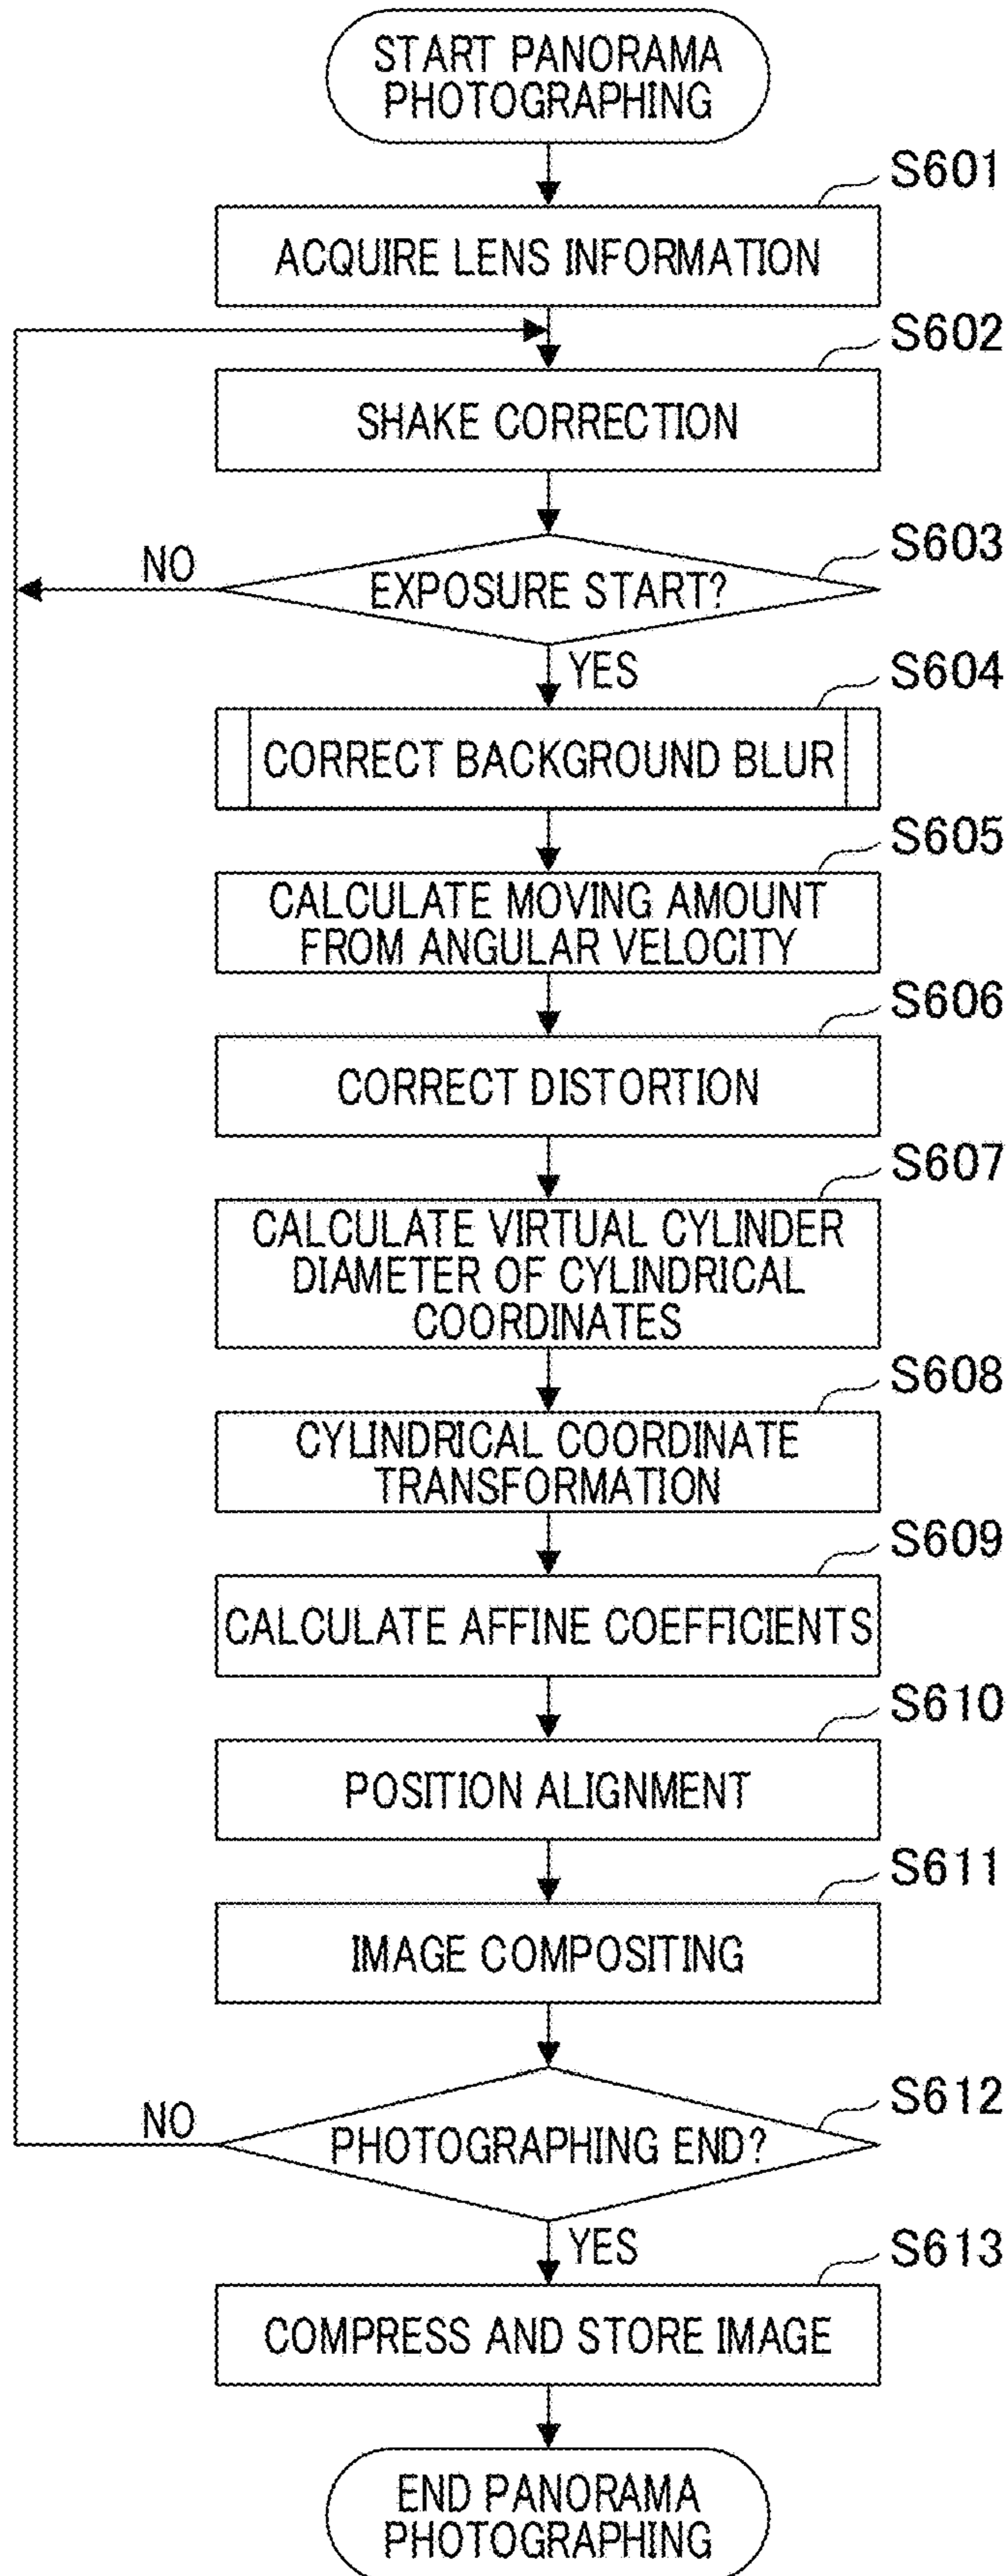 START PANORAMA
PHOTOGRAPHING
S601
ACQUIRE LENS INFORMATION
S602
SHAKE CORRECTION
S603
NO
EXPOSURE START?
YES
S604
CORRECT BACKGROUND BLUR
S605
CALCULATE MOVING AMOUNT
FROM ANGULAR VELOCITY
S606
CORRECT DISTORTION
S607
CALCULATE VIRTUAL CYLINDER
DIAMETER OF CYLINDRICAL
COORDINATES
S608
CYLINDRICAL COORDINATE
TRANSFORMATION
S609
CALCULATE AFFINE COEFFICIENTS
S610
POSITION ALIGNMENT
S611
IMAGE COMPOSITING
S612
NO
PHOTOGRAPHING END?
YES
S613
COMPRESS AND STORE IMAGE
END PANORAMA
PHOTOGRAPHING